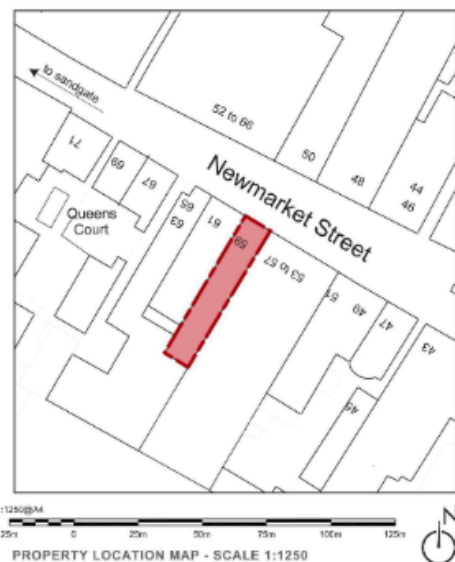 to sandgate
52 to 66
50
48
44
46
Newmarket Street
71
69
67
65
63
61
59
53 to 57
51
49
47
45
43
Queens
Court
:1250@A4
25m 0 25m 50m 75m 100m 125m
N
PROPERTY LOCATION MAP - SCALE 1:1250